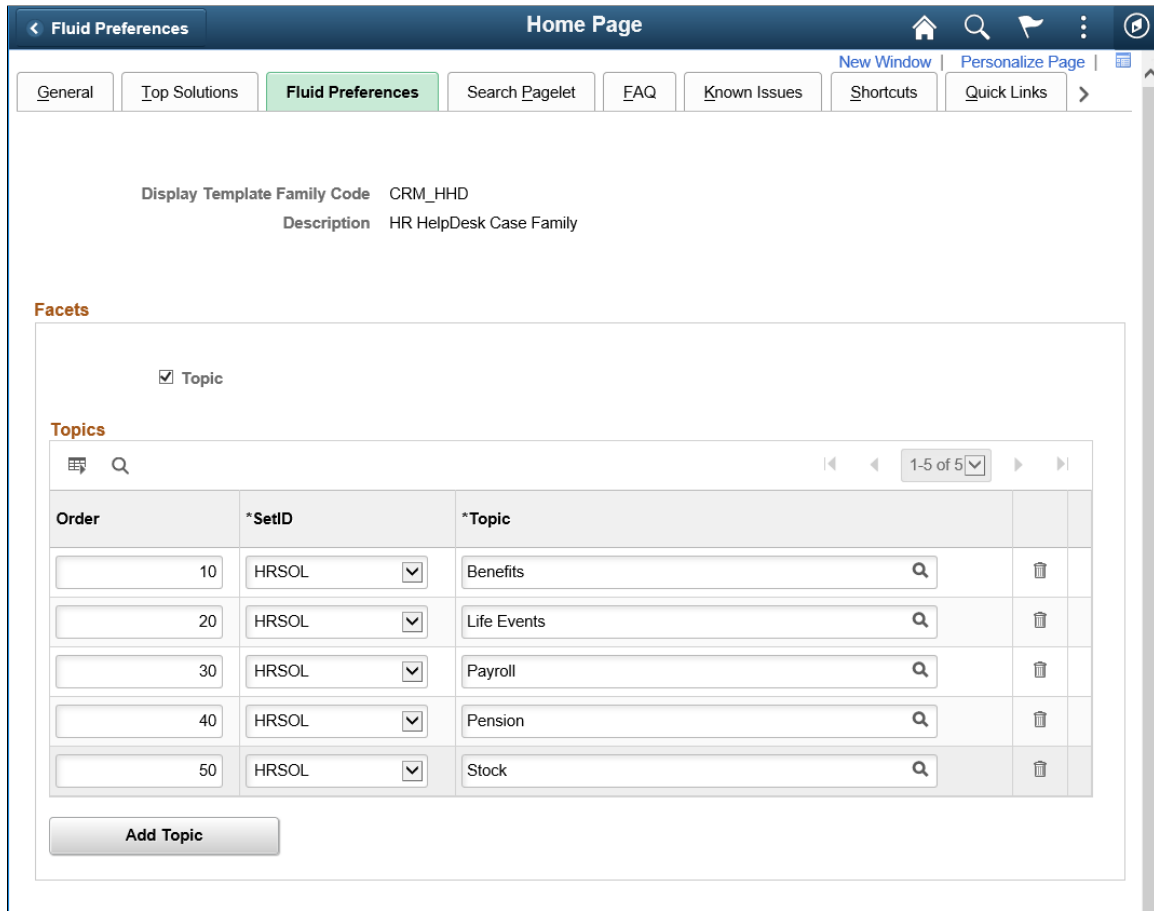 Fluid Preferences Home Page
New Window | Personalize Page |
General Top Solutions Fluid Preferences Search Pagelet FAQ Known Issues Shortcuts Quick Links
Display Template Family Code CRM_HHD
Description HR HelpDesk Case Family
Facets
Topic
Topics
1-5 of 5
Order *SetID *Topic
10 HRSOL Benefits
20 HRSOL Life Events
30 HRSOL Payroll
40 HRSOL Pension
50 HRSOL Stock
Add Topic